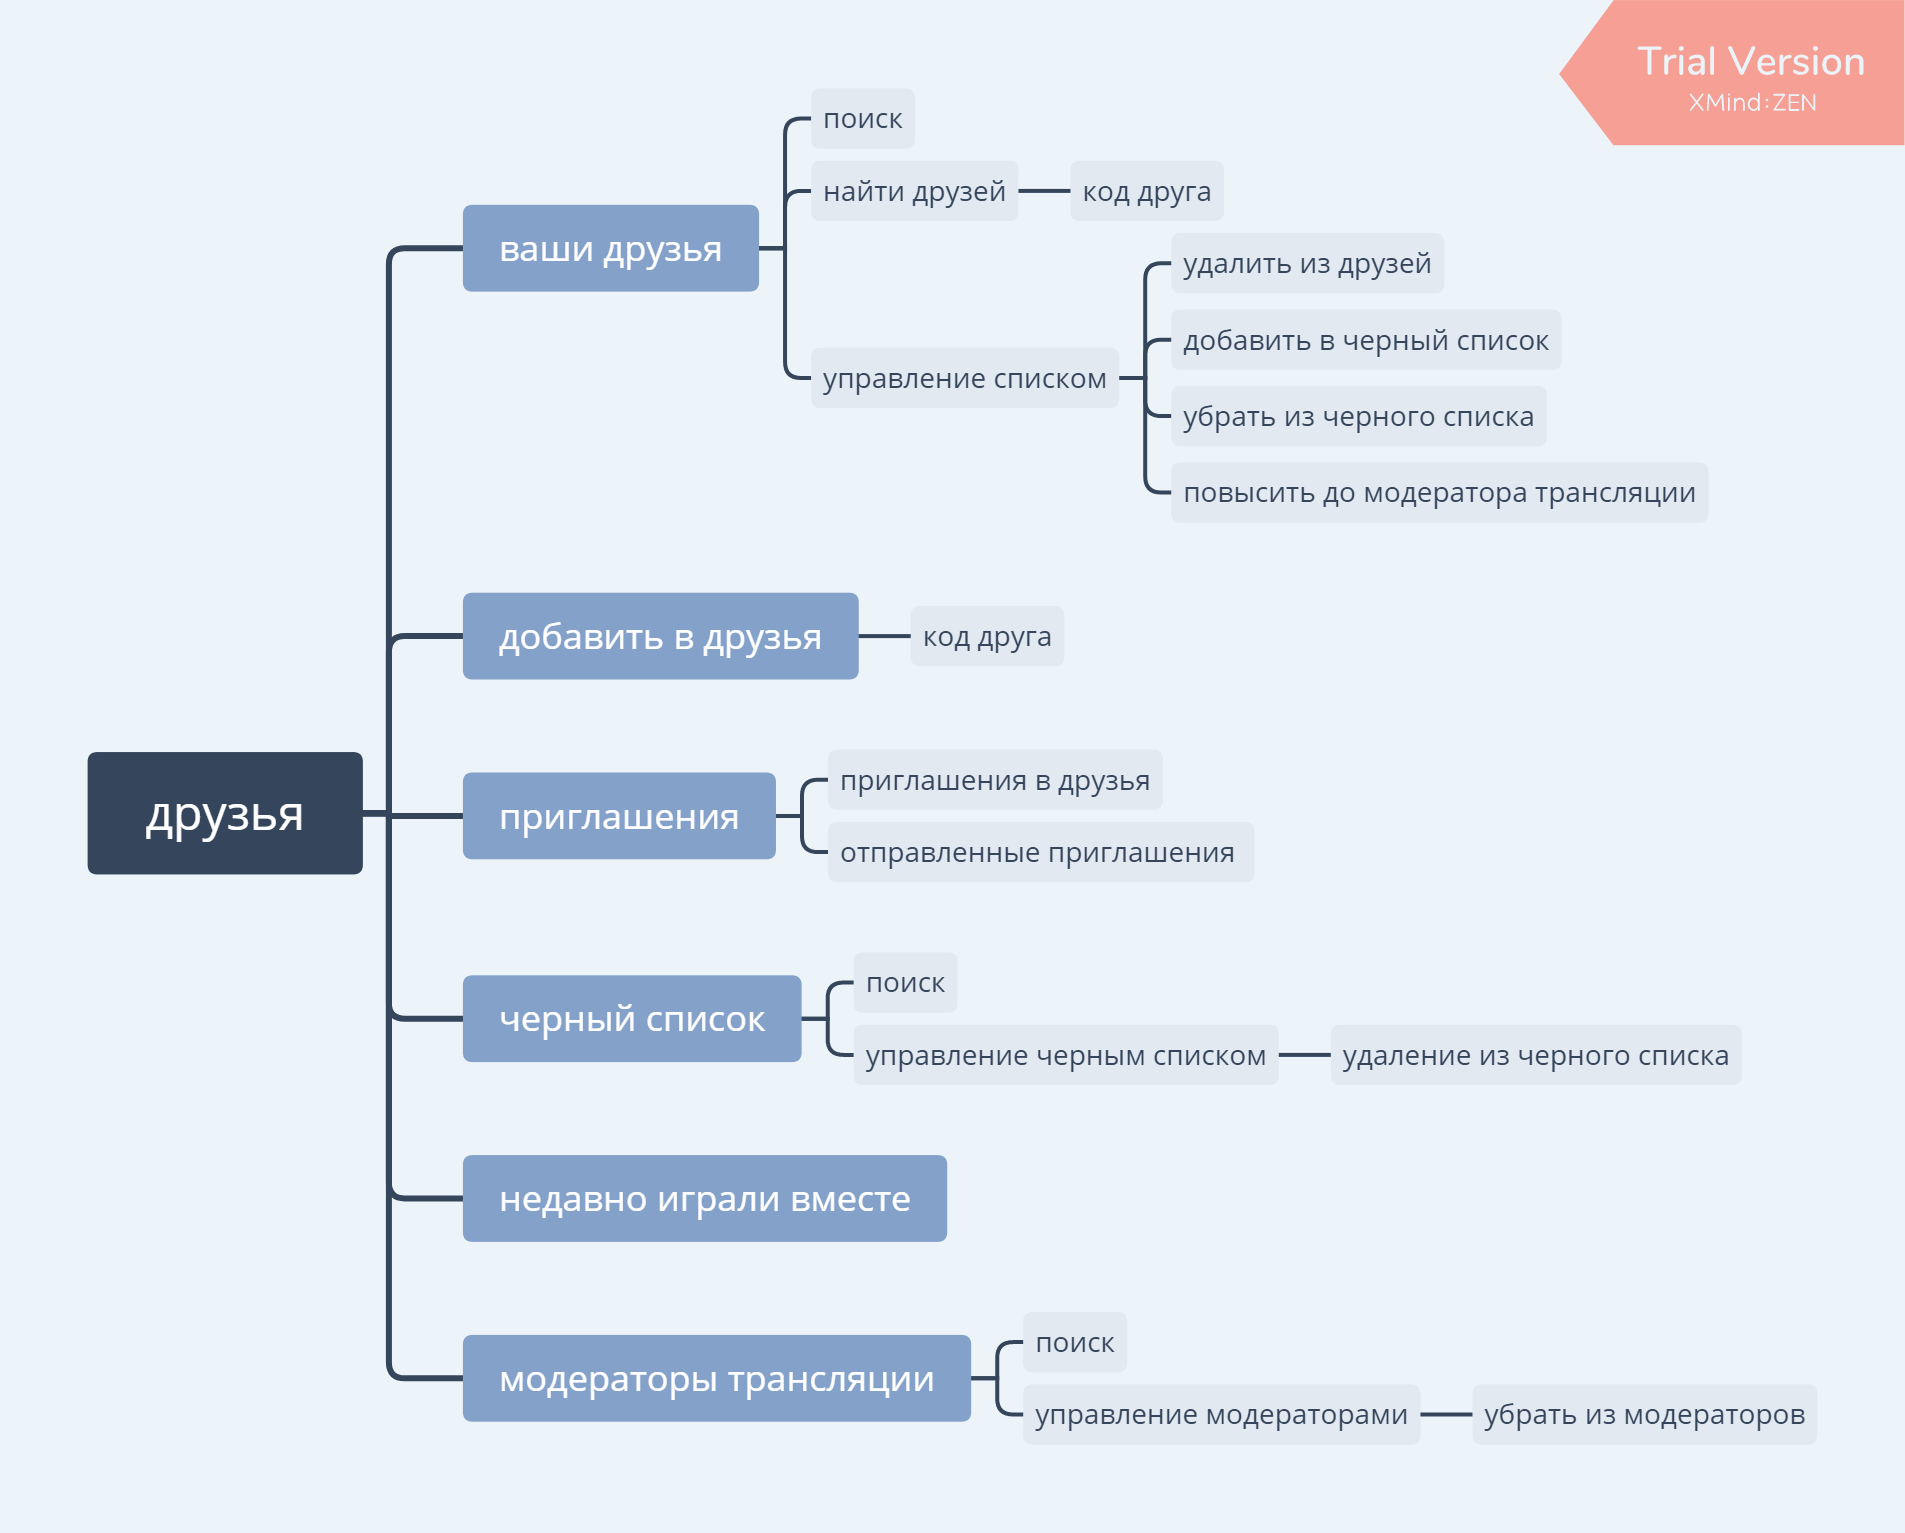 Trial Version
XMind:ZEN
друзья
ваши друзья
поиск
найти друзей
код друга
управление списком
удалить из друзей
добавить в черный список
убрать из черного списка
повысить до модератора трансляции
добавить в друзья
код друга
приглашения
приглашения в друзья
отправленные приглашения
черный список
поиск
управление черным списком
удаление из черного списка
недавно играли вместе
модераторы трансляции
поиск
управление модераторами
убрать из модераторов